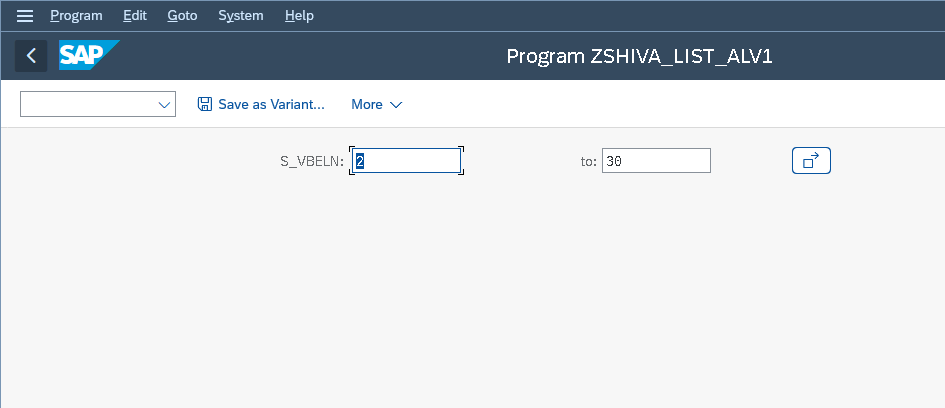 Program Edit Goto System Help
SAP Program ZSHIVA_LIST_ALV1
Save as Variant... More
S_VBELN: 2 to: 30